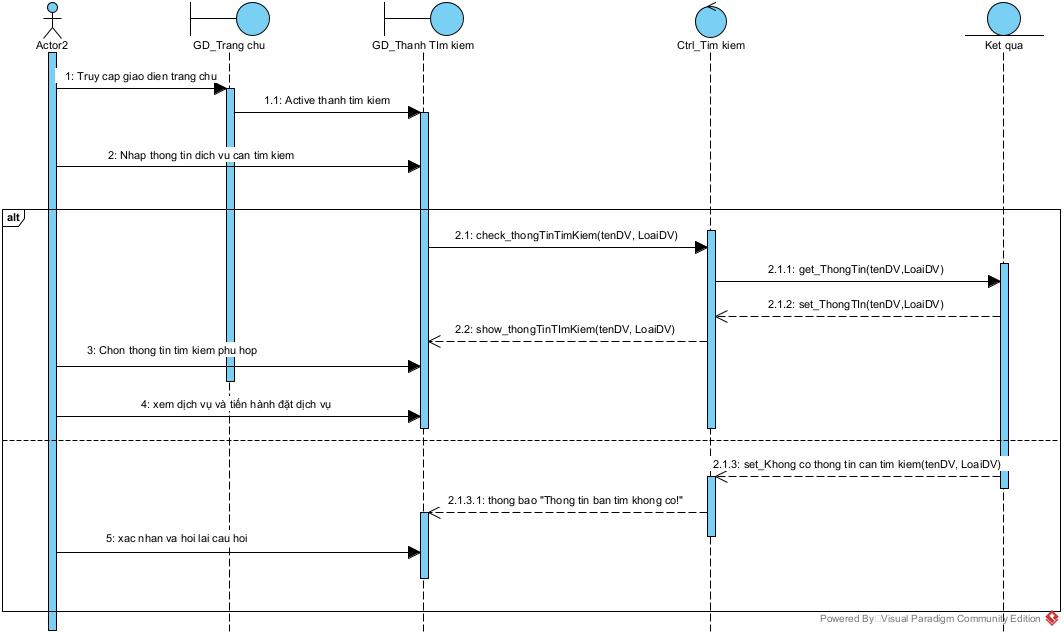 Actor2
GD_Trang chu
GD_Thanh TIm kiem
Ctrl_Tim kiem
Ket qua
1: Truy cap giao dien trang chu
1.1: Active thanh tim kiem
2: Nhap thong tin dich vu can tim kiem
alt
2.1: check_thongTinTimKiem(tenDV, LoaiDV)
2.1.1: get_ThongTin(tenDV,LoaiDV)
2.1.2: set_ThongTIn(tenDV,LoaiDV)
2.2: show_thongTinTImKiem(tenDV, LoaiDV)
3: Chon thong tin tim kiem phu hop
4: xem dịch vụ và tiến hành đặt dịch vụ
2.1.3: set_Khong co thong tin can tim kiem(tenDV, LoaiDV)
2.1.3.1: thong bao "Thong tin ban tim khong co!"
5: xac nhan va hoi lai cau hoi
Powered By Visual Paradigm Community Edition